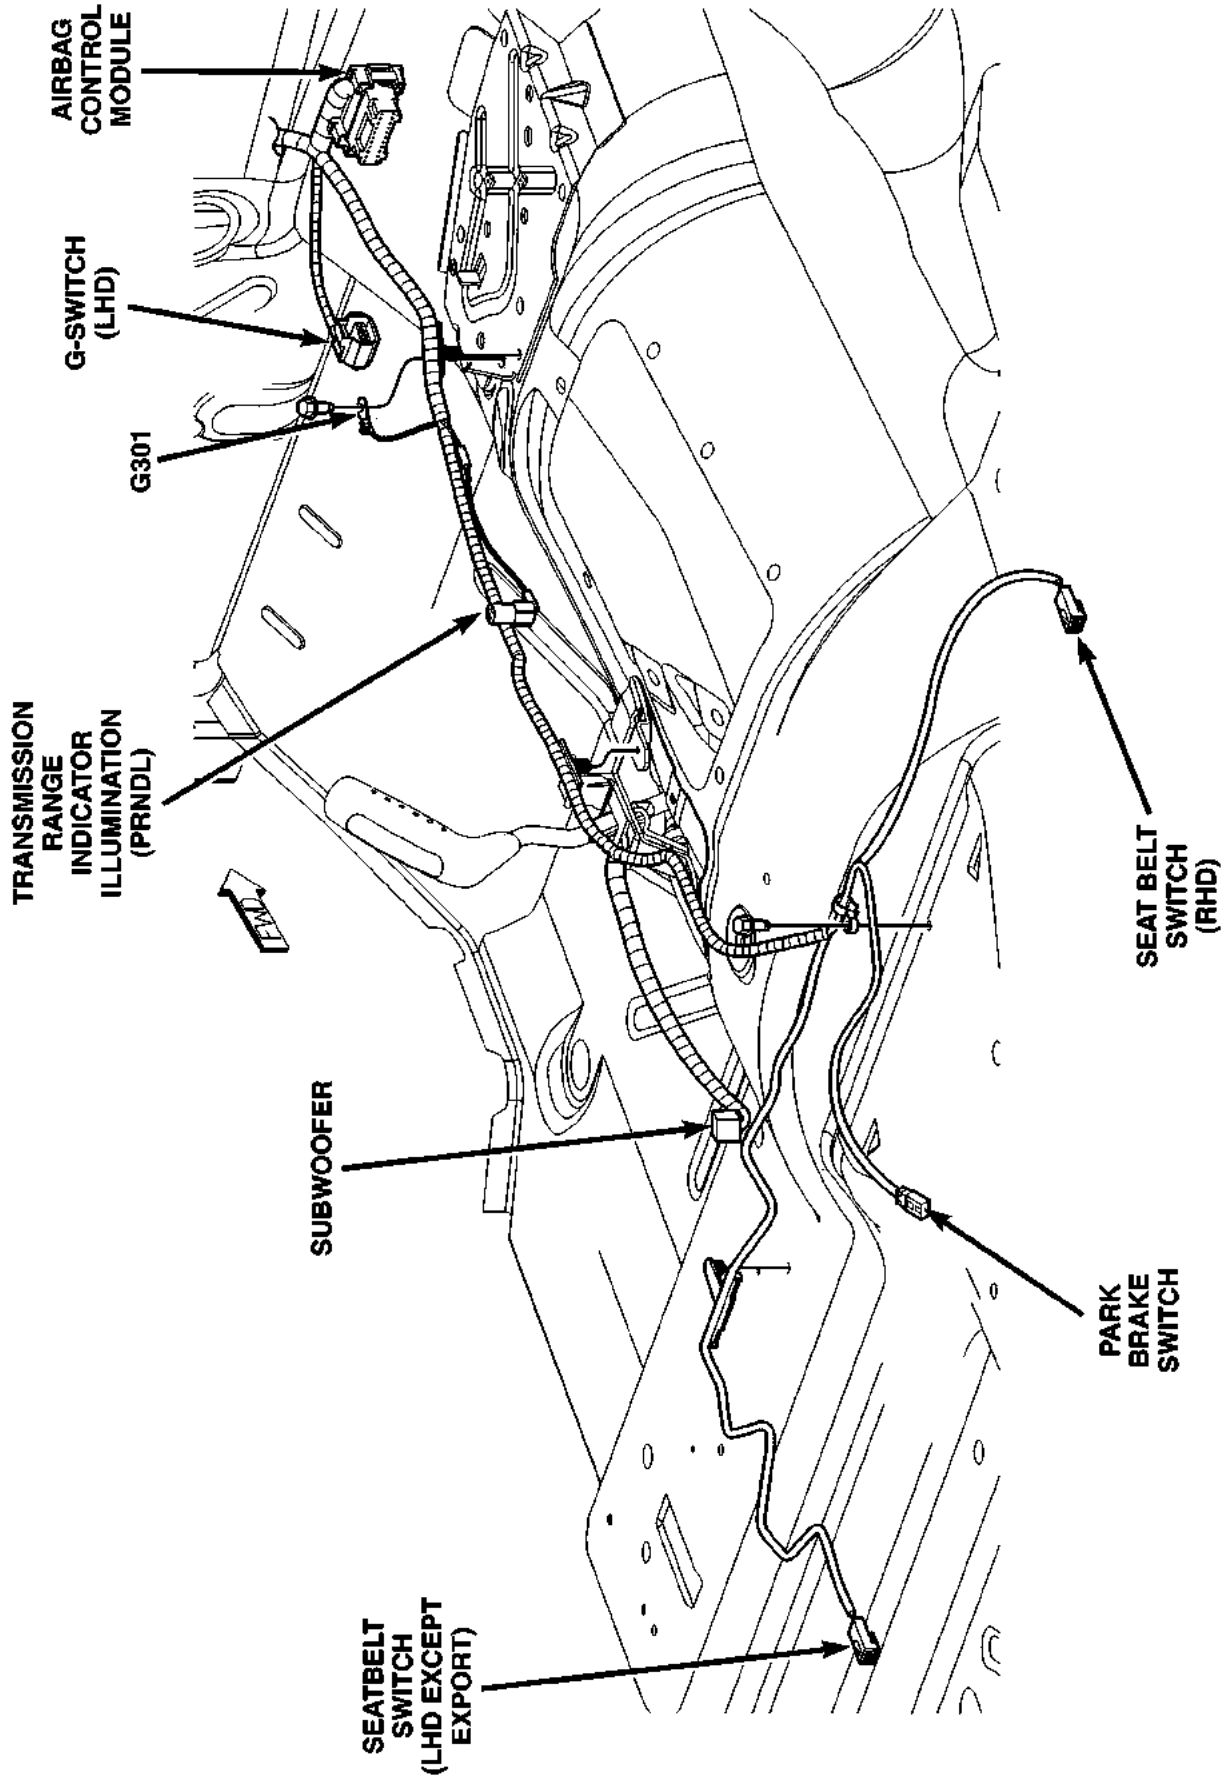 SEATBELT
SWITCH
(LHD EXCEPT
EXPORT)
SUBWOOFER
TRANSMISSION
RANGE
INDICATOR
ILLUMINATION
(PRNDL)
G301
G-SWITCH
(LHD)
AIRBAG
CONTROL
MODULE
FWD
PARK
BRAKE
SWITCH
SEAT BELT
SWITCH
(RHD)